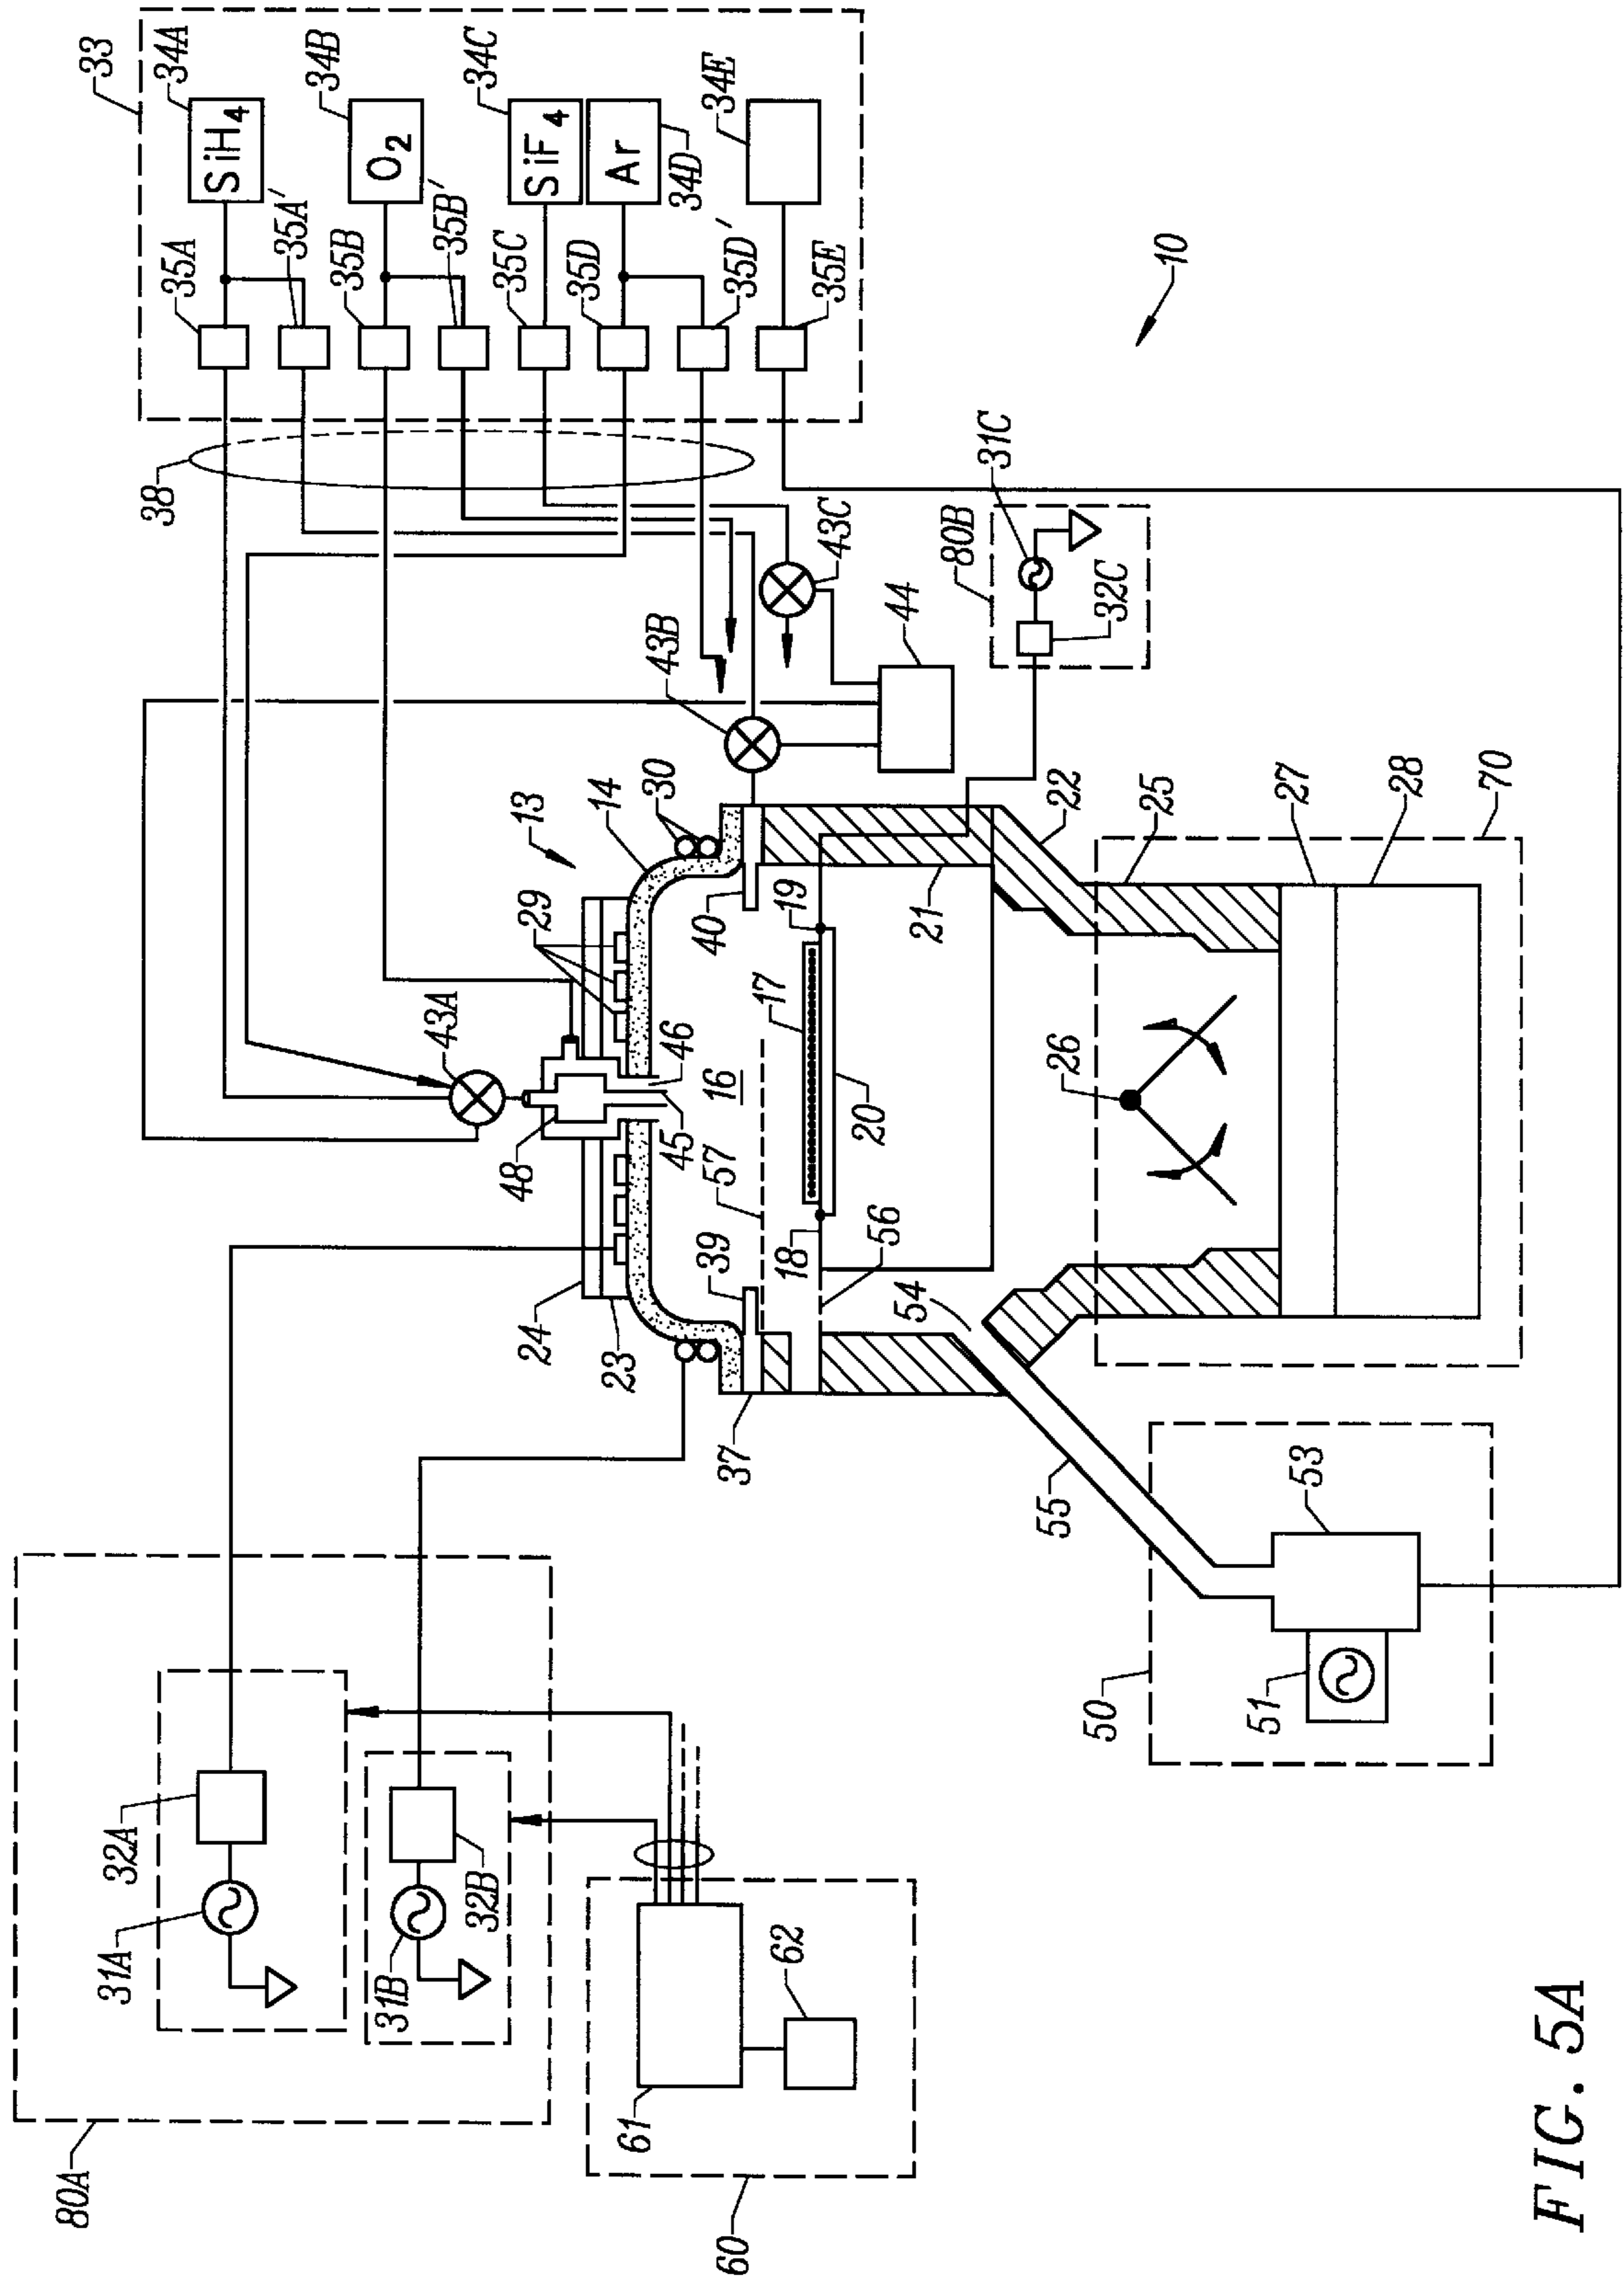 33
34A
SiH4
35A
35A'
34B
O2
35B
35B'
34C
SiF4
35C
Ar
34D
35D
35D'
34E
35E
38
10
31C
80B
32C
43C
44
43B
43A
13
14
30
29
48
46
45
16
57
40
39
19
17
20
18
56
21
22
25
27
28
70
26
54
24
23
37
55
53
50
51
32A
31A
32B
31B
80A
61
62
60
FIG. 5A